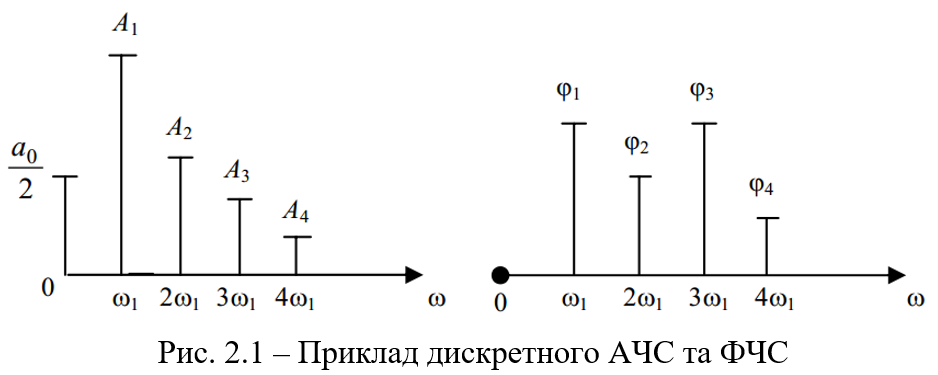 A₁
A₂
A₃
A₄
a₀
2
0
ω₁
2ω₁
3ω₁
4ω₁
ω
φ₁
φ₂
φ₃
φ₄
0
ω₁
2ω₁
3ω₁
4ω₁
ω
Рис. 2.1 – Приклад дискретного АЧС та ФЧС